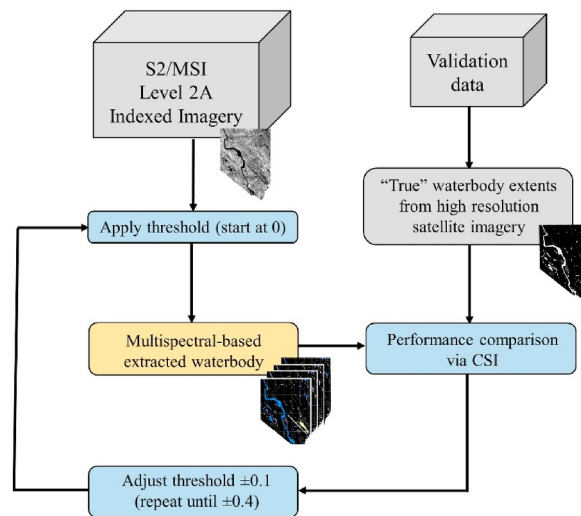 S2/MSI
Level 2A
Indexed Imagery
Validation
data
“True” waterbody extents
from high resolution
satellite imagery
Apply threshold (start at 0)
Multispectral-based
extracted waterbody
Performance comparison
via CSI
Adjust threshold ±0.1
(repeat until ±0.4)